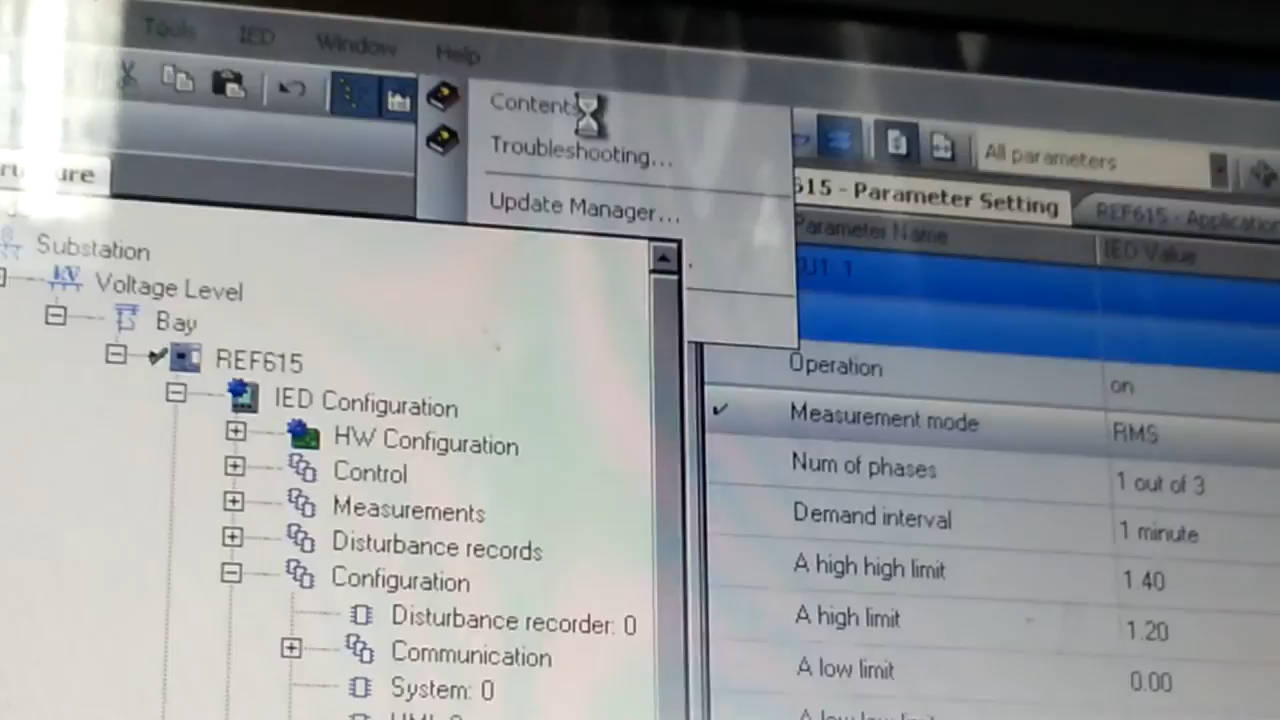 Tools IED Window Help
Contents
Troubleshooting...
Update Manager...
All parameters
615 - Parameter Setting
REF615 - Application
Parameter Name
IED Value
Substation
Voltage Level
Bay
REF615
IED Configuration
HW Configuration
Control
Measurements
Disturbance records
Configuration
Disturbance recorder: 0
Communication
System: 0
Operation on
Measurement mode RMS
Num of phases 1 out of 3
Demand interval 1 minute
A high high limit 1.40
A high limit 1.20
A low limit 0.00